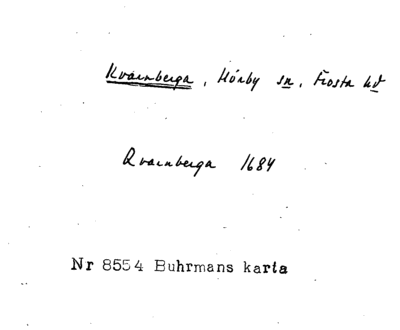 Kvarnberga, Hörby sn, Frosta hd
Qvarnberga 1684
Nr 8554 Buhrmans karta